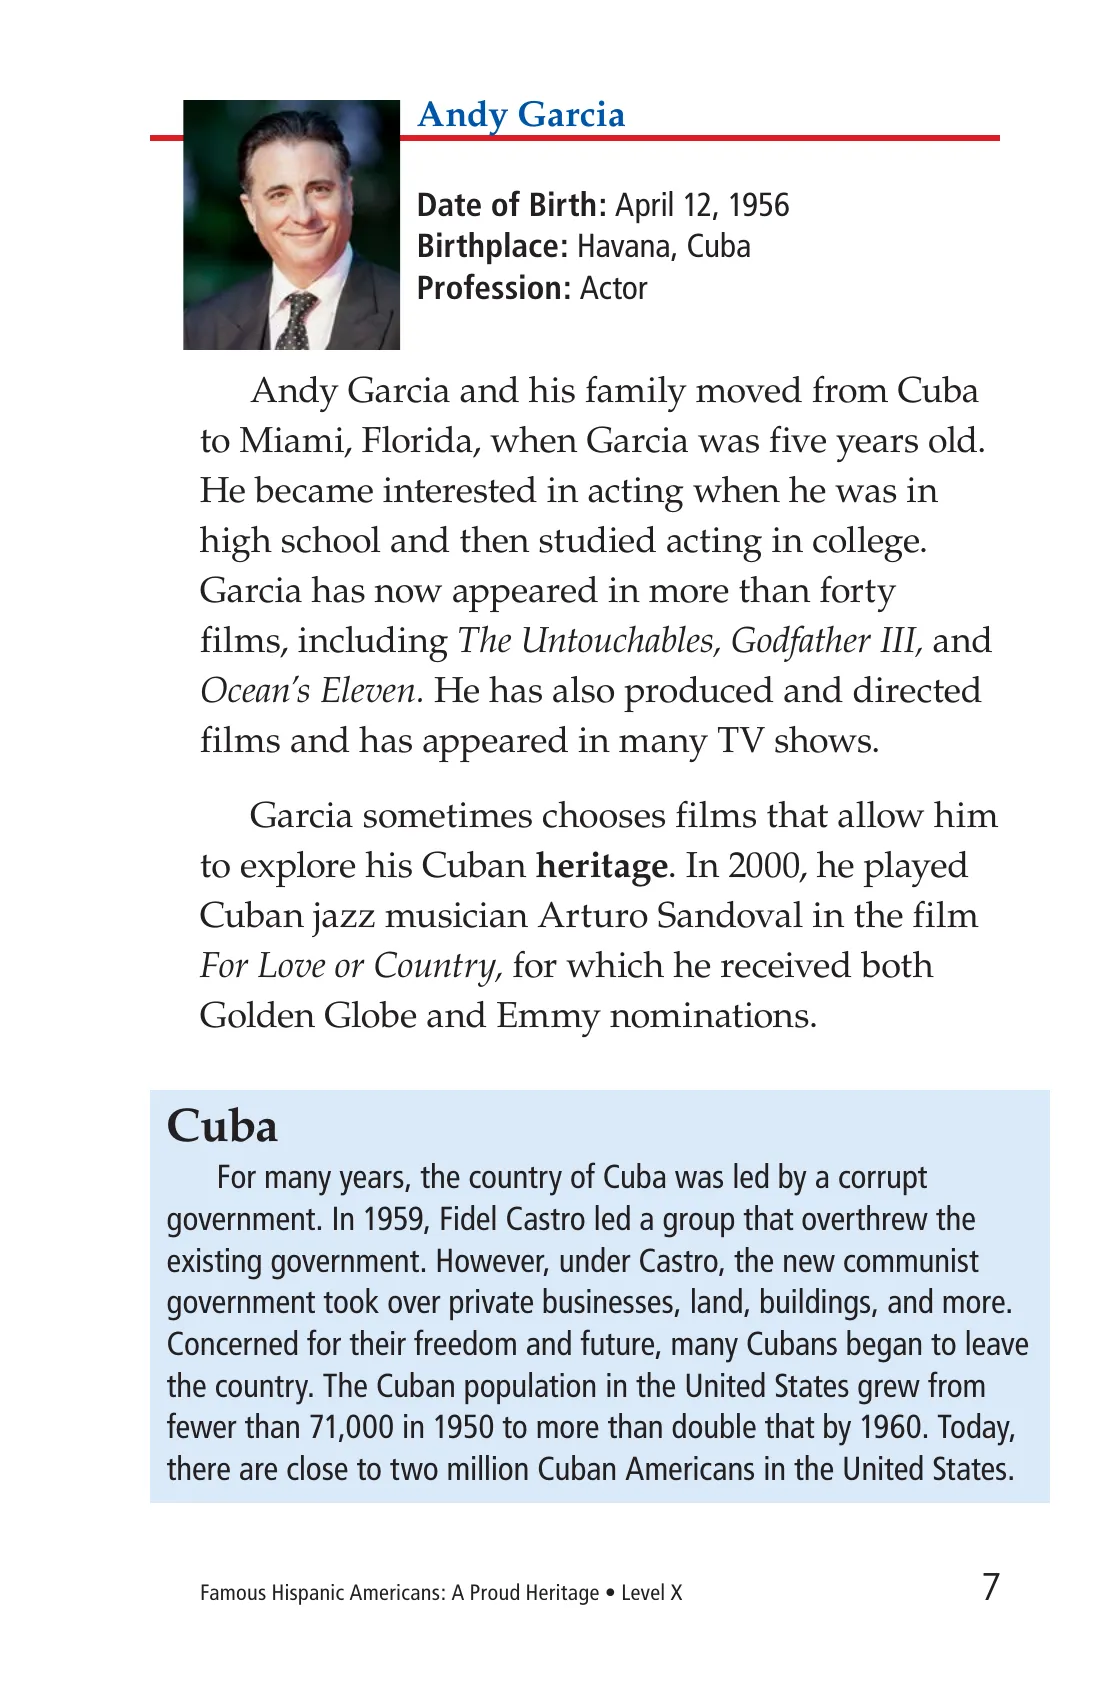 Andy Garcia
Date of Birth: April 12, 1956
Birthplace: Havana, Cuba
Profession: Actor
Andy Garcia and his family moved from Cuba
to Miami, Florida, when Garcia was five years old.
He became interested in acting when he was in
high school and then studied acting in college.
Garcia has now appeared in more than forty
films, including The Untouchables, Godfather III, and
Ocean’s Eleven. He has also produced and directed
films and has appeared in many TV shows.
Garcia sometimes chooses films that allow him
to explore his Cuban heritage. In 2000, he played
Cuban jazz musician Arturo Sandoval in the film
For Love or Country, for which he received both
Golden Globe and Emmy nominations.
Cuba
For many years, the country of Cuba was led by a corrupt
government. In 1959, Fidel Castro led a group that overthrew the
existing government. However, under Castro, the new communist
government took over private businesses, land, buildings, and more.
Concerned for their freedom and future, many Cubans began to leave
the country. The Cuban population in the United States grew from
fewer than 71,000 in 1950 to more than double that by 1960. Today,
there are close to two million Cuban Americans in the United States.
Famous Hispanic Americans: A Proud Heritage • Level X 7